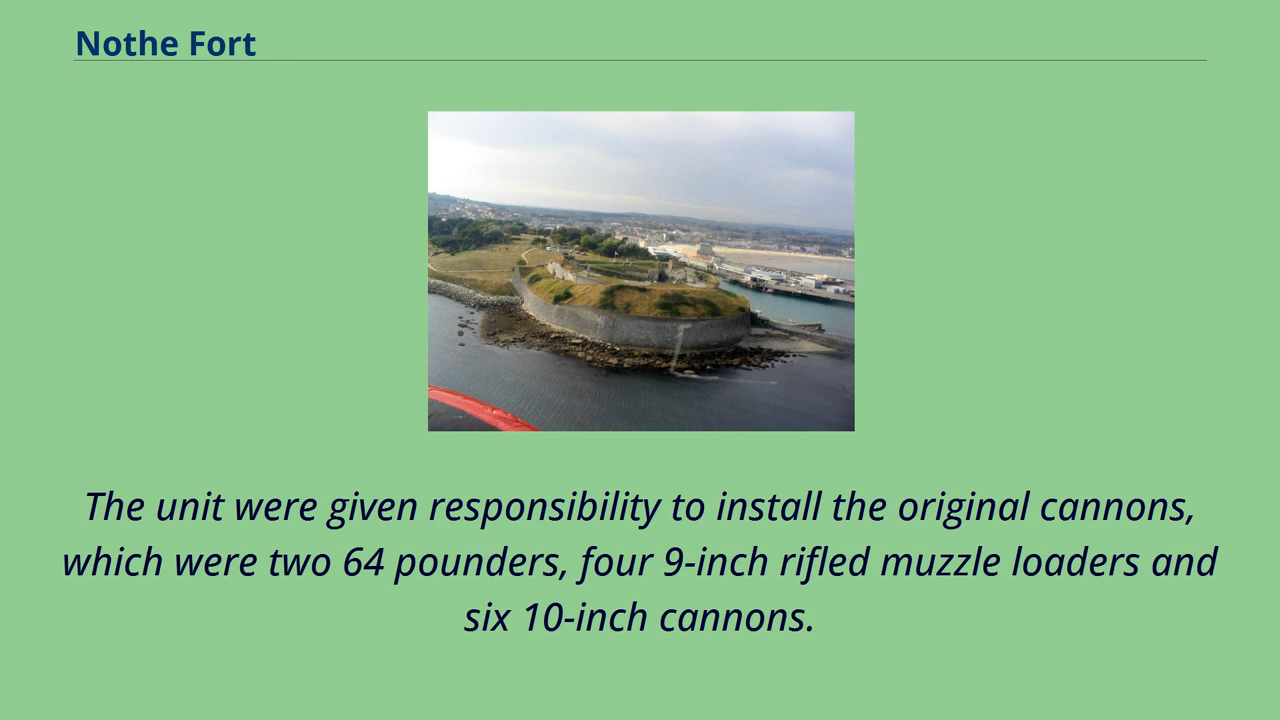 Nothe Fort
The unit were given responsibility to install the original cannons,
which were two 64 pounders, four 9-inch rifled muzzle loaders and
six 10-inch cannons.